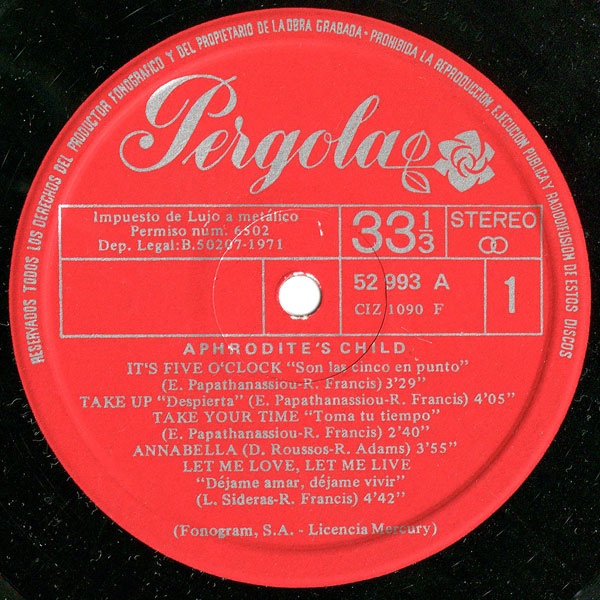 RESERVADOS TODOS LOS DERECHOS DEL PRODUCTOR FONOGRAFICO Y DEL PROPIETARIO DE LA OBRA GRABADA · PROHIBIDA LA REPRODUCCION, EJECUCION PUBLICA Y RADIODIFUSION DE ESTOS DISCOS
Pergola
Impuesto de Lujo a metálico
Permiso núm. 6502
Dep. Legal:B.50207-1971
33 1/3
STEREO
52 993 A
CIZ 1090 F
1
APHRODITE'S CHILD
IT'S FIVE O'CLOCK "Son las cinco en punto"
(E. Papathanassiou-R. Francis) 3'29"
TAKE UP "Despierta" (E. Papathanassiou-R. Francis) 4'05"
TAKE YOUR TIME "Toma tu tiempo"
(E. Papathanassiou-R. Francis) 2'40"
ANNABELLA (D. Roussos-R. Adams) 3'55"
LET ME LOVE, LET ME LIVE
"Déjame amar, déjame vivir"
(L. Sideras-R. Francis) 4'42"
(Fonogram, S.A. - Licencia Mercury)